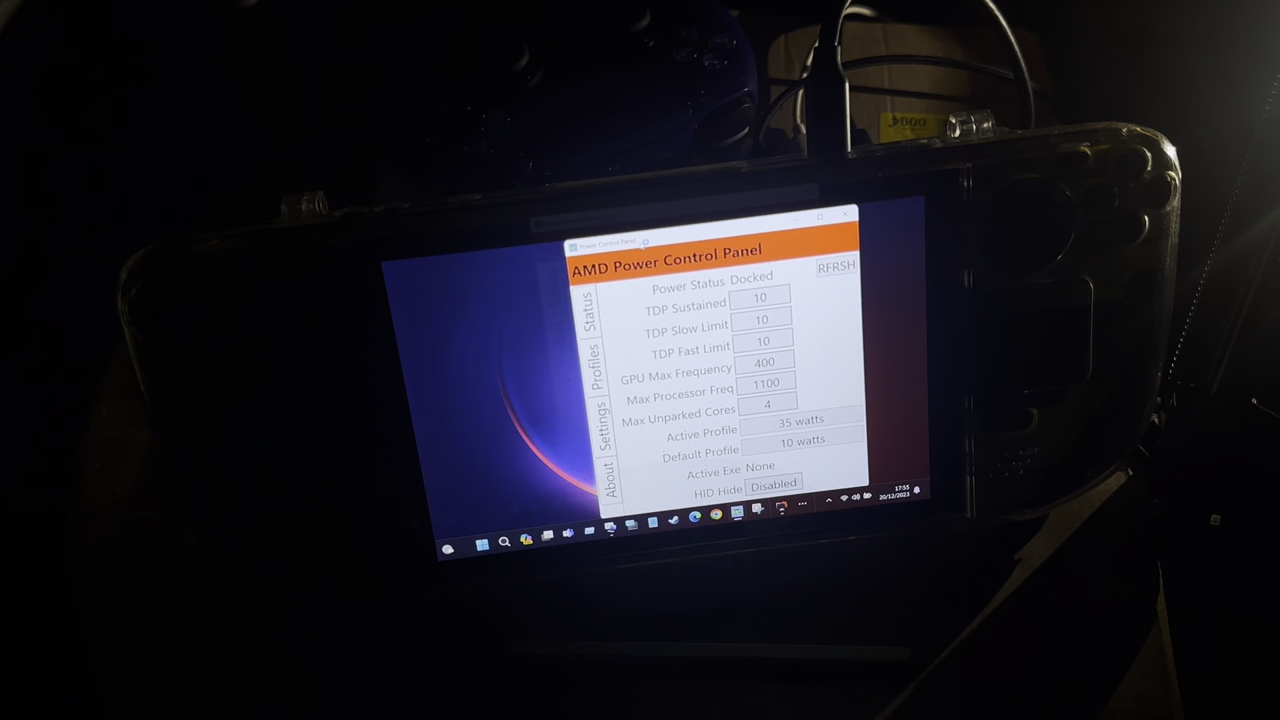 Power Control Panel
AMD Power Control Panel
RFRSH
Status
Profiles
Settings
About
Power Status Docked
TDP Sustained 10
TDP Slow Limit 10
TDP Fast Limit 10
GPU Max Frequency 400
Max Processor Freq 1100
Max Unparked Cores 4
Active Profile 35 watts
Default Profile 10 watts
Active Exe None
HID Hide Disabled
17:55
20/12/2023